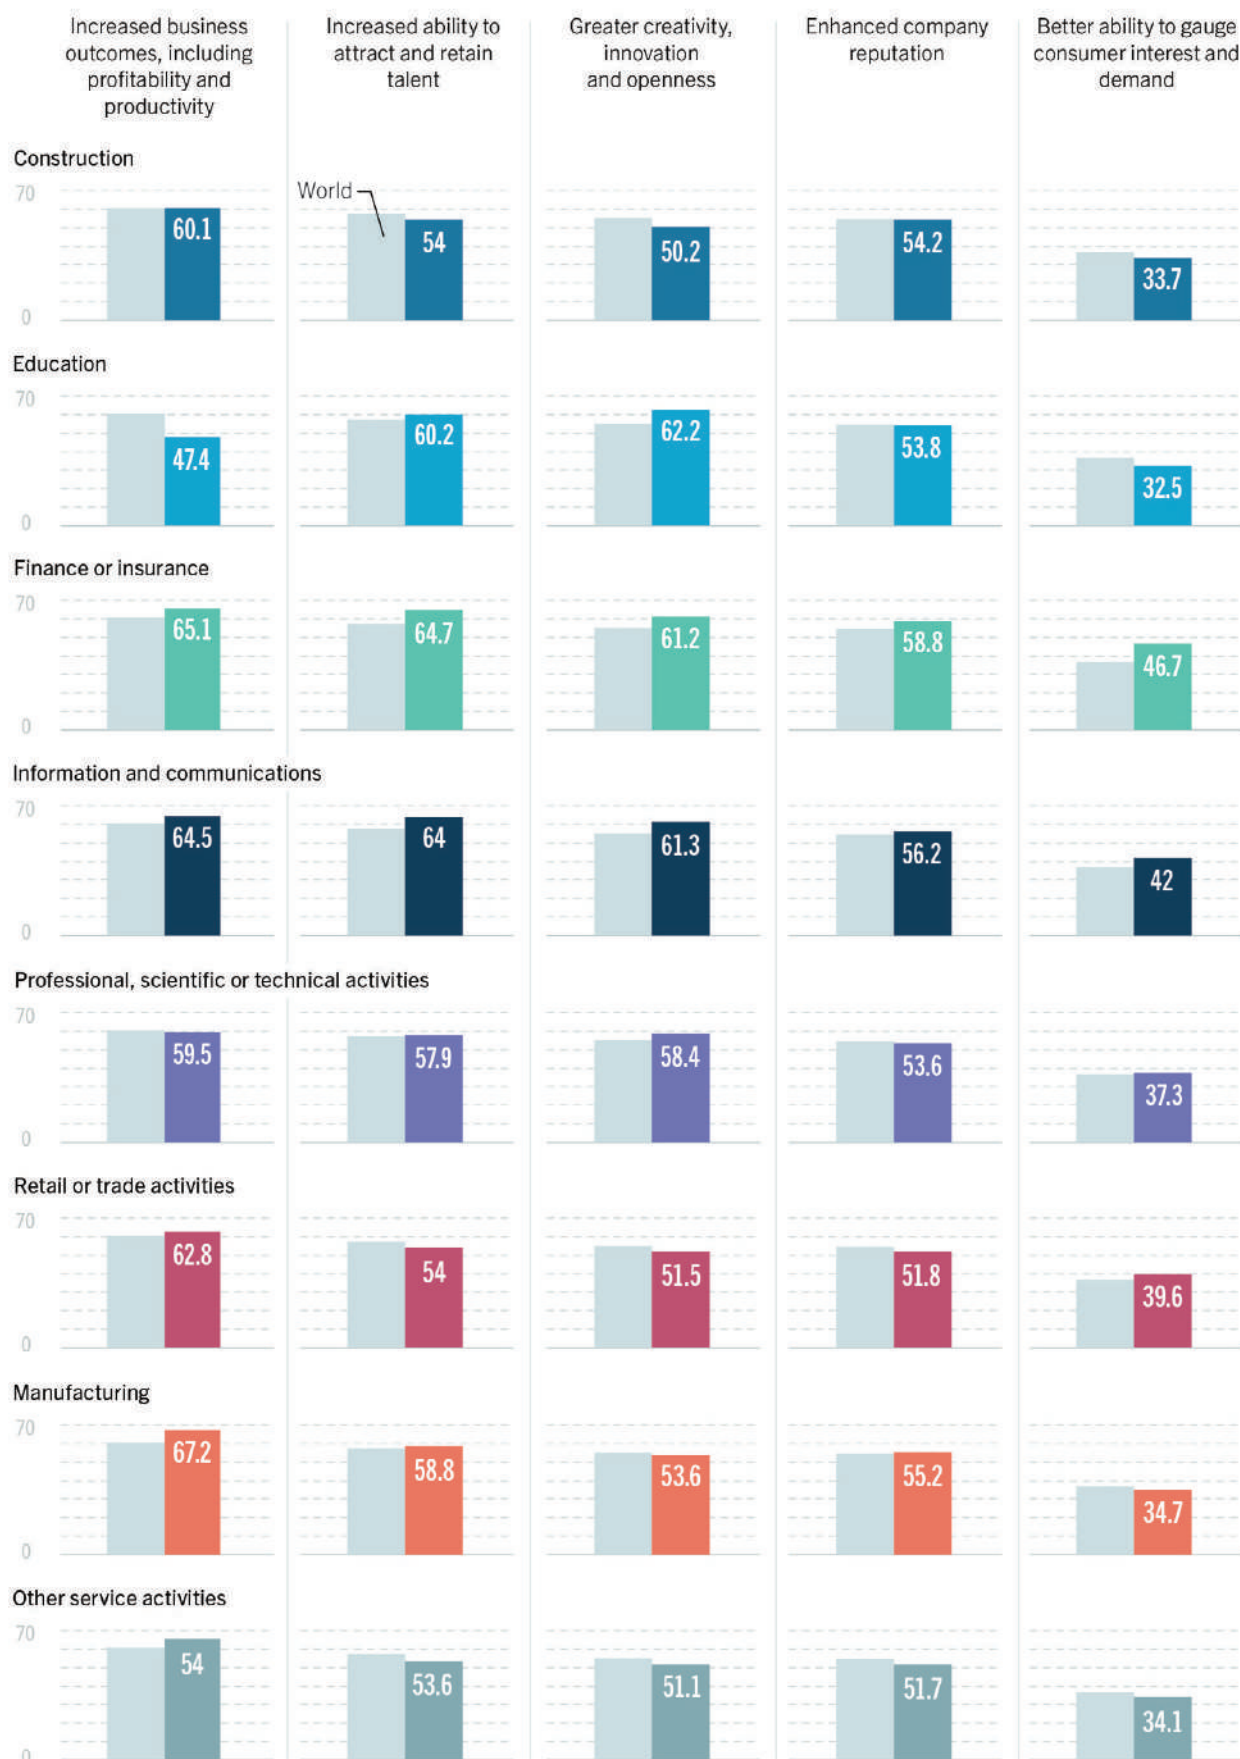 Increased business
outcomes, including
profitability and
productivity
Increased ability to
attract and retain
talent
Greater creativity,
innovation
and openness
Enhanced company
reputation
Better ability to gauge
consumer interest and
demand
Construction
70
World
60.1
54
50.2
54.2
33.7
0
Education
70
47.4
60.2
62.2
53.8
32.5
0
Finance or insurance
70
65.1
64.7
61.2
58.8
46.7
0
Information and communications
70
64.5
64
61.3
56.2
42
0
Professional, scientific or technical activities
70
59.5
57.9
58.4
53.6
37.3
0
Retail or trade activities
70
62.8
54
51.5
51.8
39.6
0
Manufacturing
70
67.2
58.8
53.6
55.2
34.7
0
Other service activities
70
54
53.6
51.1
51.7
34.1
0